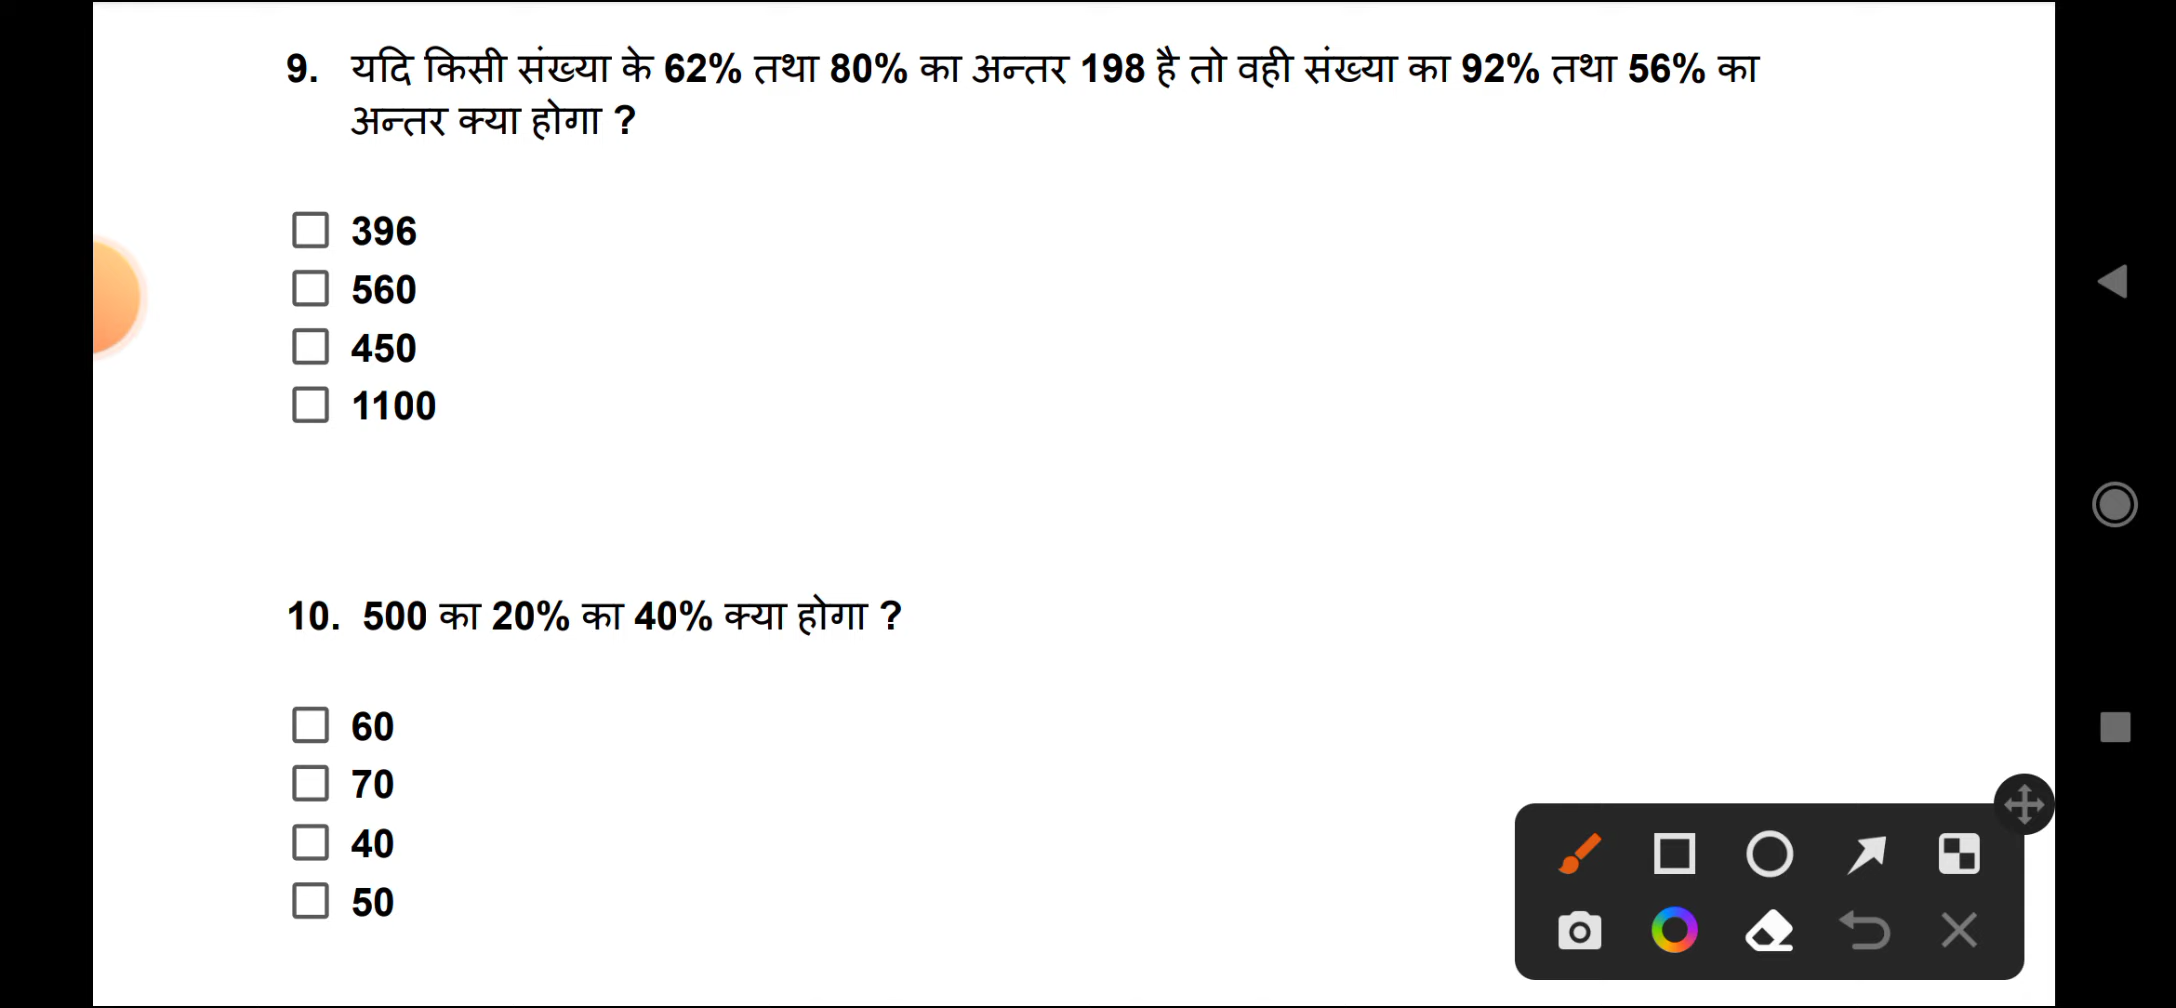 9. यदि किसी संख्या के 62% तथा 80% का अन्तर 198 है तो वही संख्या का 92% तथा 56% का
अन्तर क्या होगा ?
396
560
450
1100
10. 500 का 20% का 40% क्या होगा ?
60
70
40
50